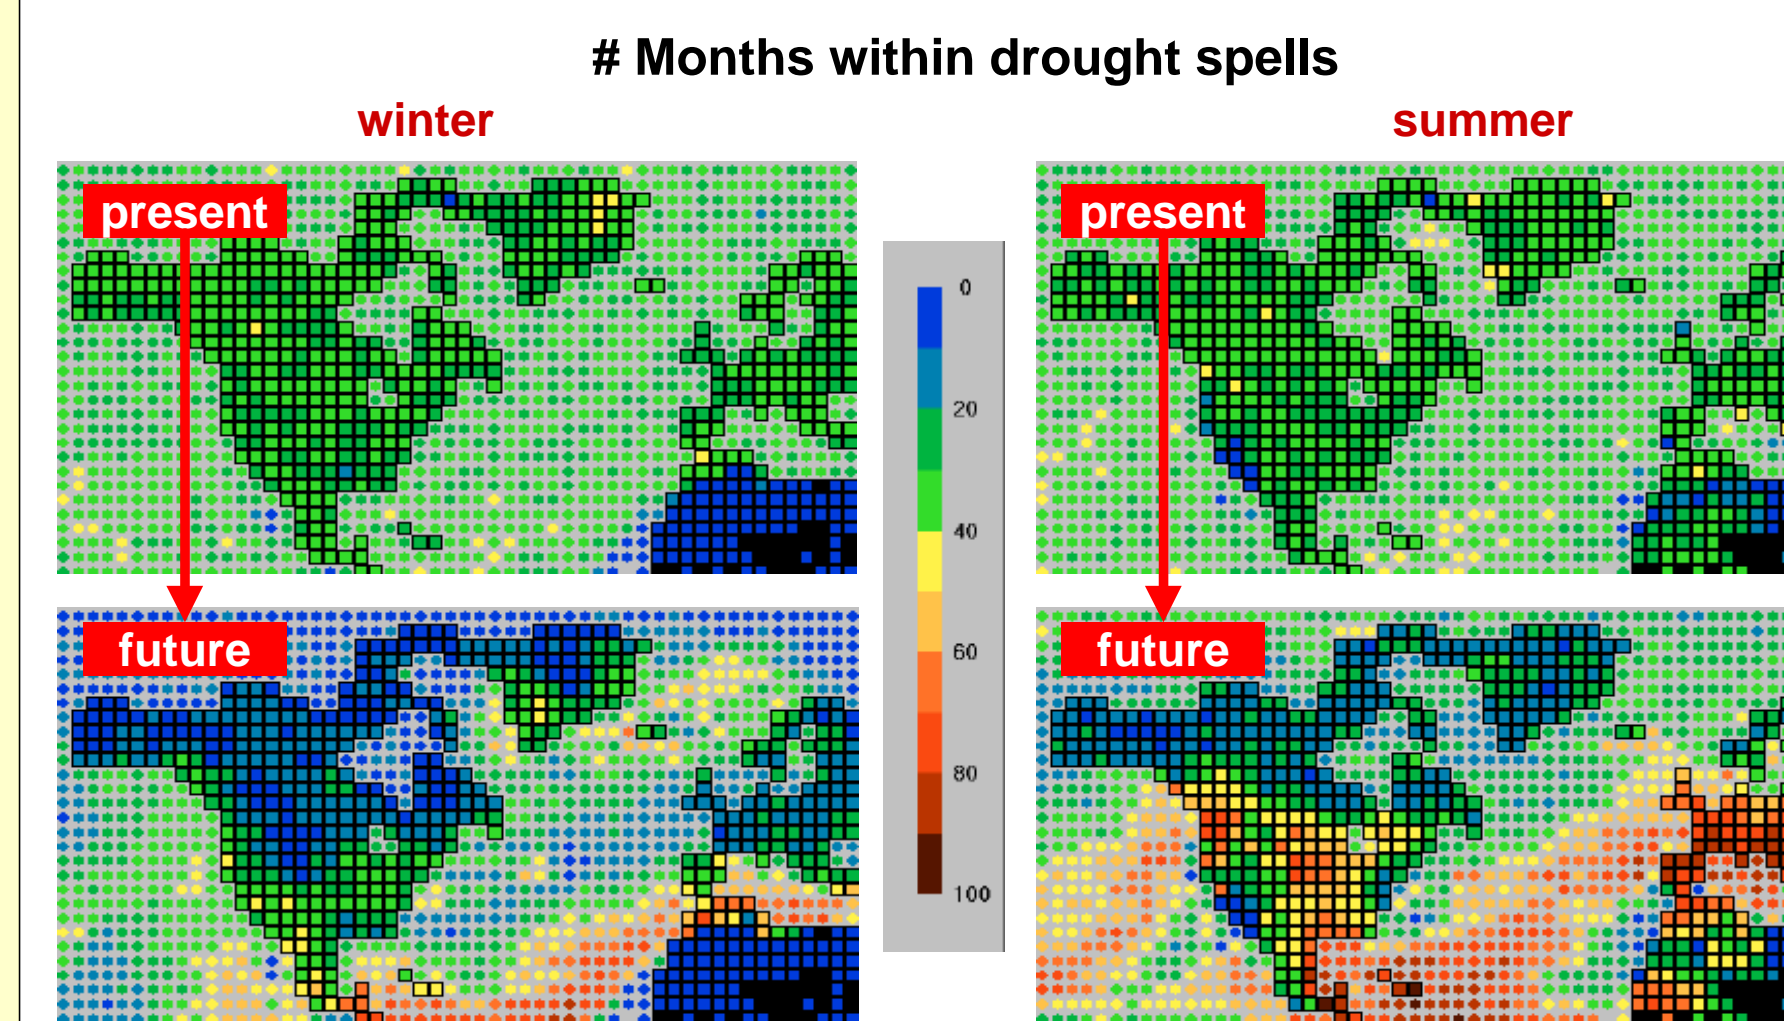 # Months within drought spells
winter
summer
present
present
0
20
40
60
80
100
future
future